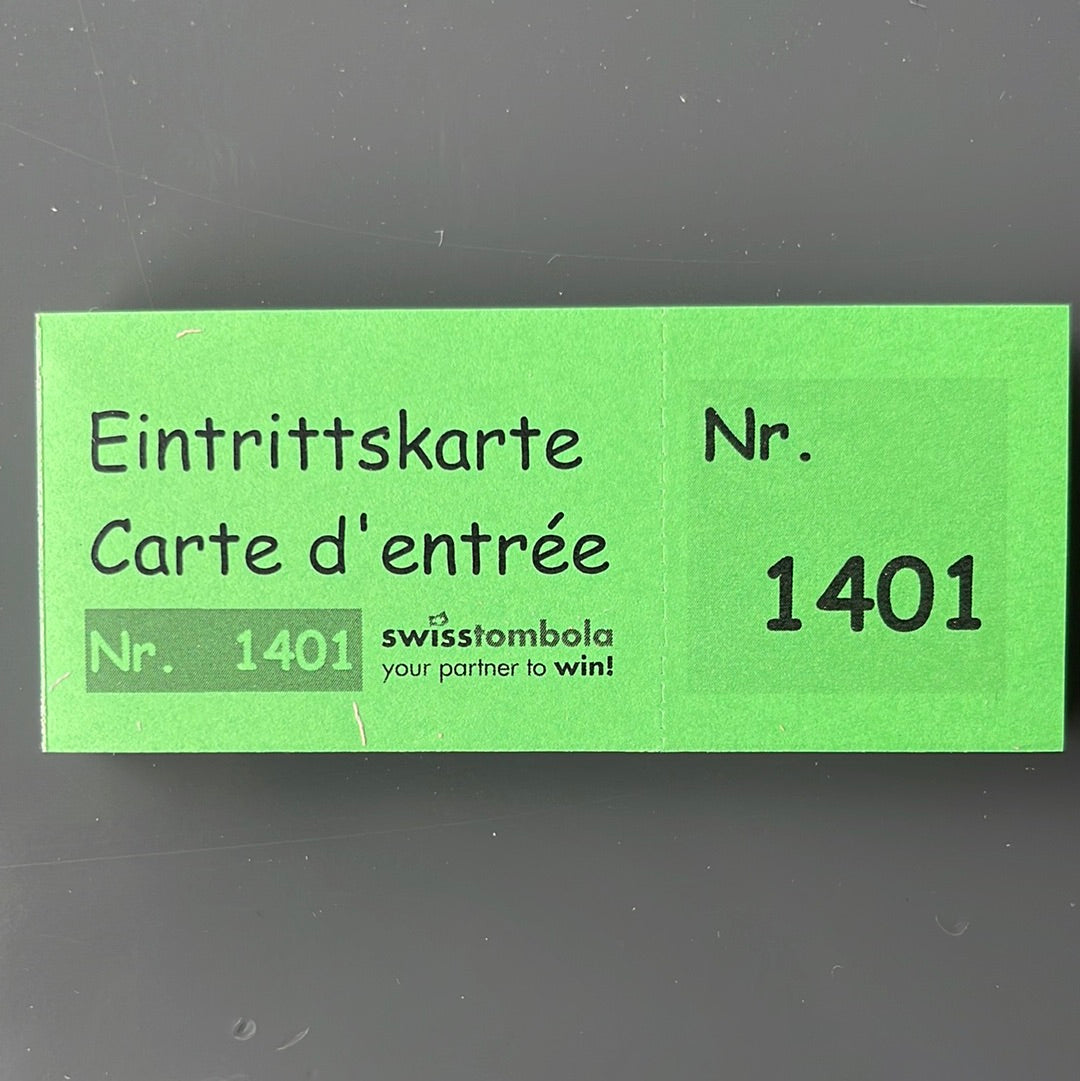 Eintrittskarte
Carte d'entrée
Nr. 1401
swisstombola
your partner to win!
Nr.
1401